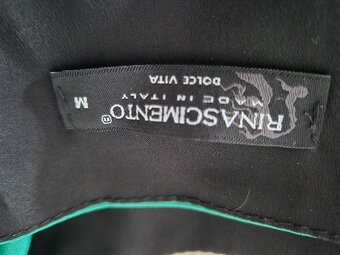 RINASCIMENTO®
MADE IN ITALY
DOLCE VITA
M